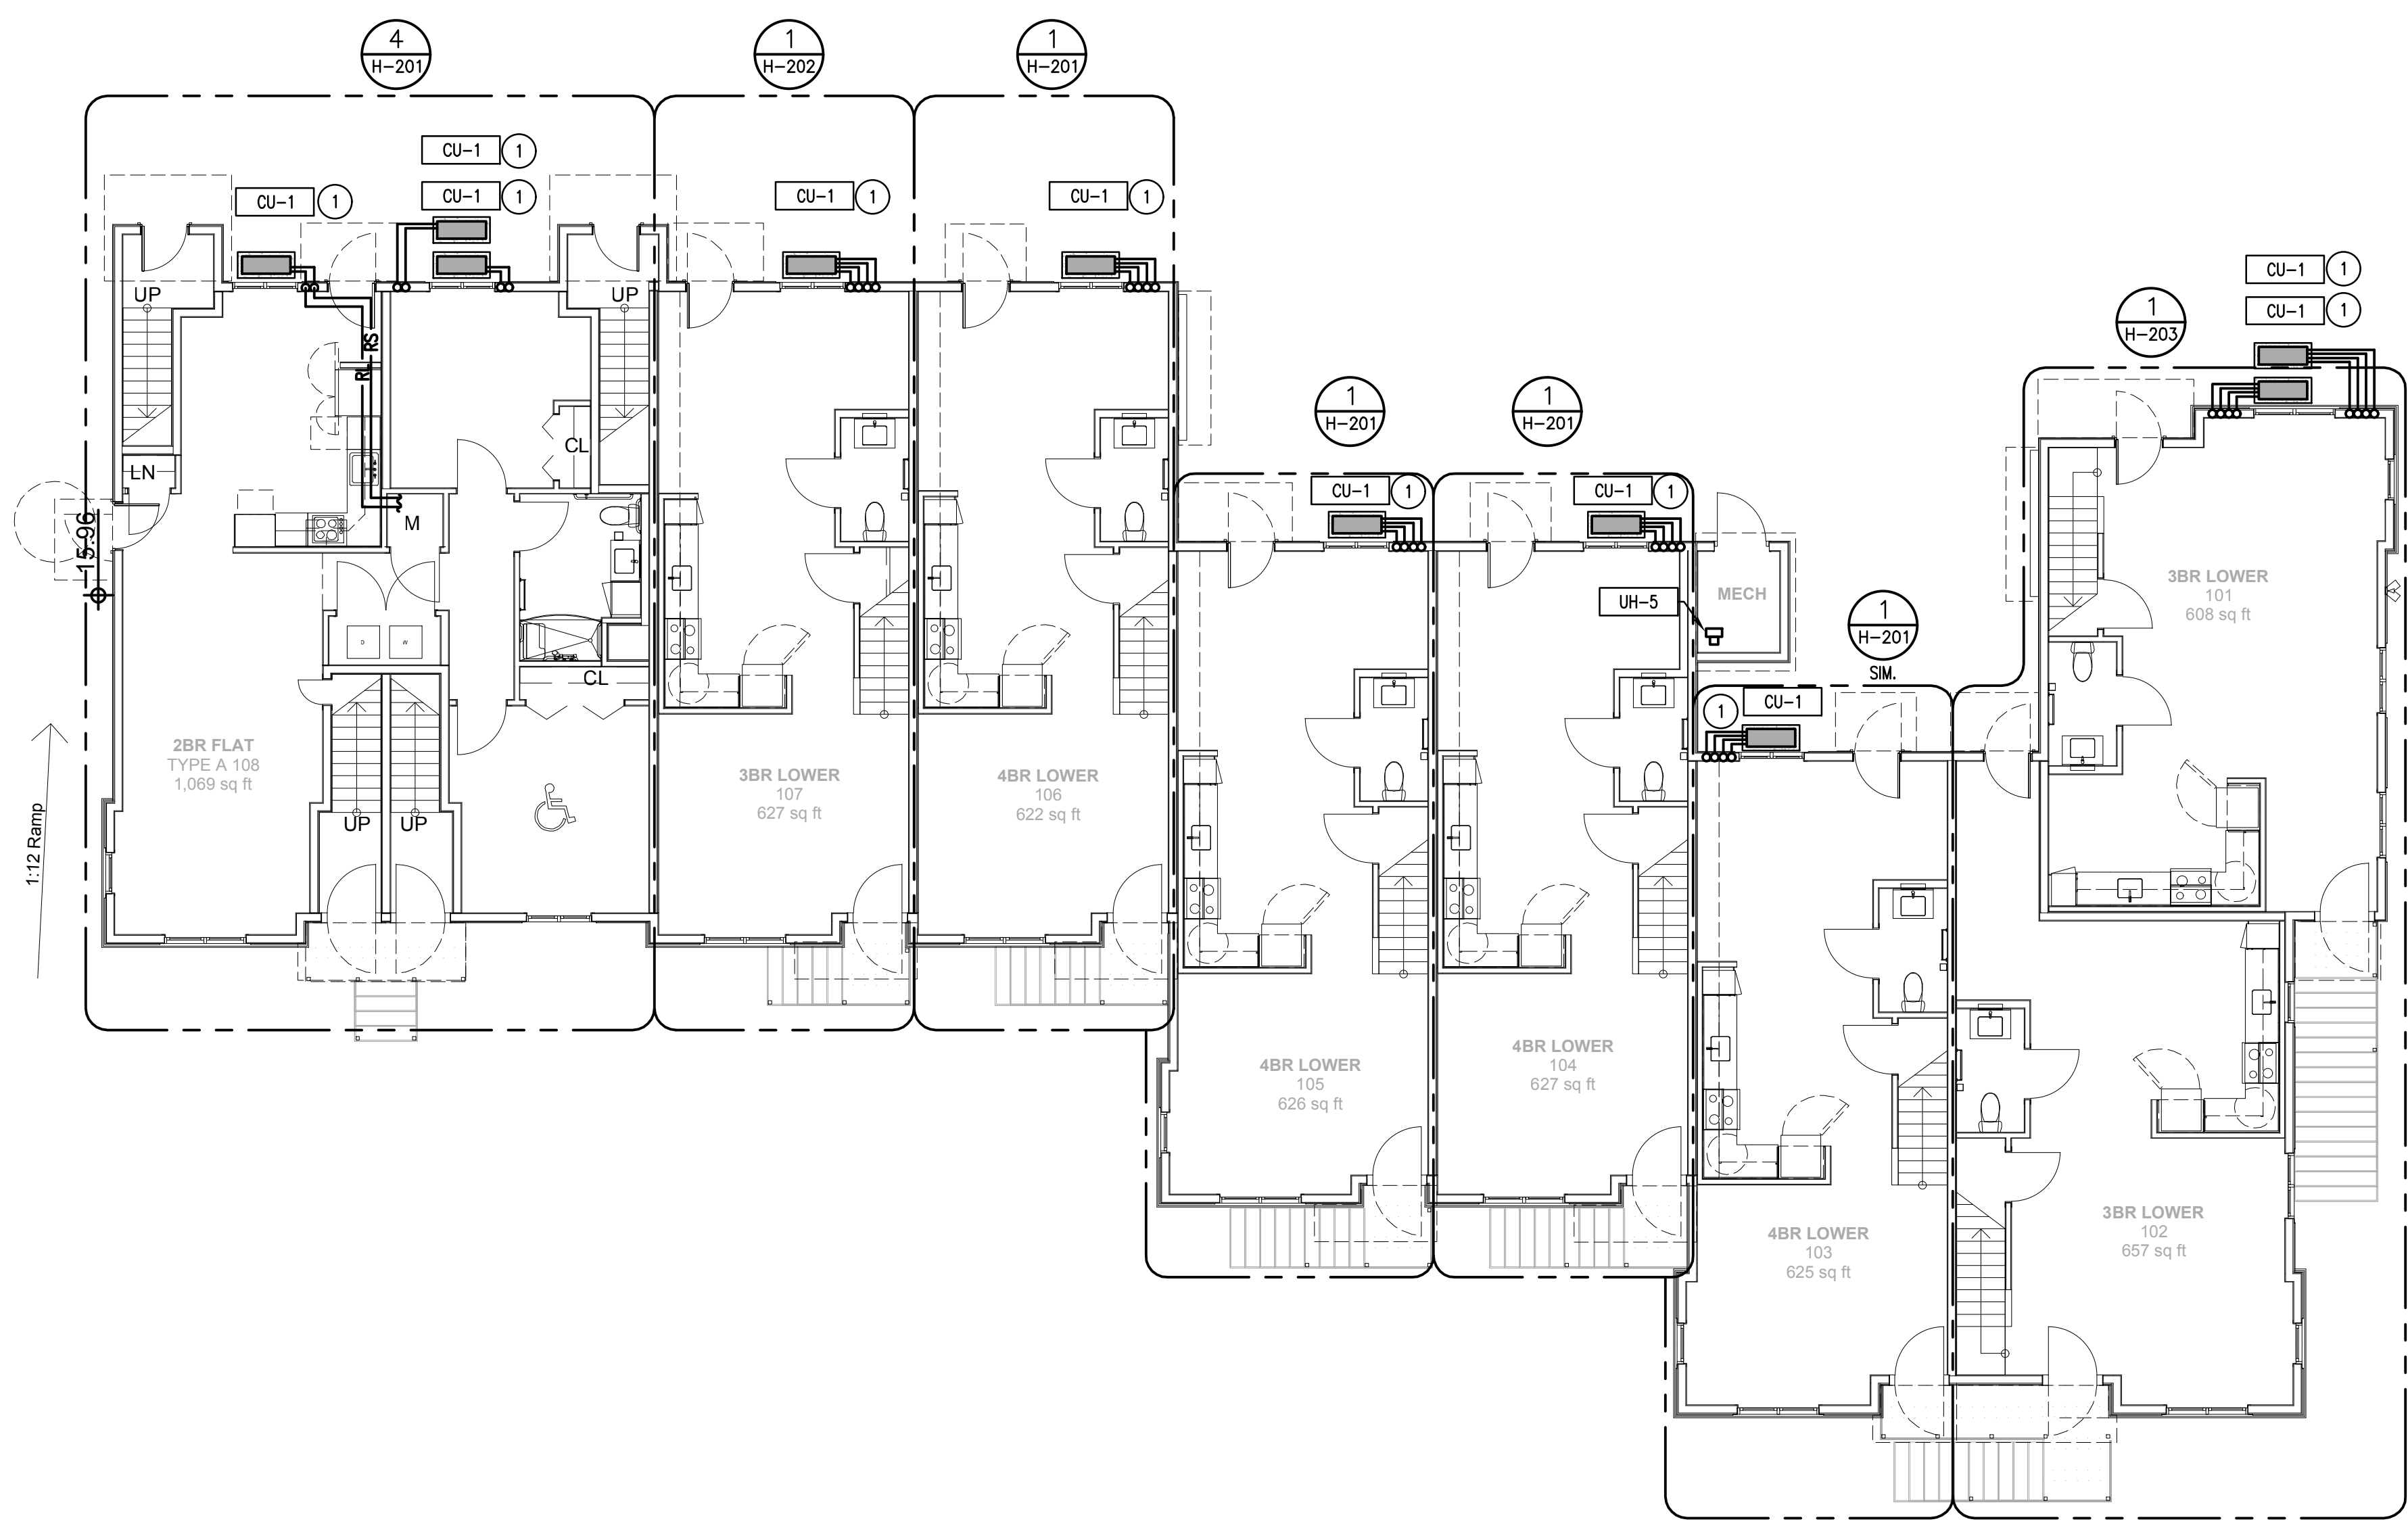 4
H-201
1
H-202
1
H-201
CU-1 1
CU-1 1
CU-1 1
CU-1 1
CU-1 1
UP
UP
RS
RL
LN
CL
M
D
W
CL
15.96
1:12 Ramp
2BR FLAT
TYPE A 108
1,069 sq ft
UP
UP
3BR LOWER
107
627 sq ft
4BR LOWER
106
622 sq ft
1
H-201
1
H-201
CU-1 1
CU-1 1
UH-5
MECH
4BR LOWER
105
626 sq ft
4BR LOWER
104
627 sq ft
1
H-201
SIM.
1 CU-1
4BR LOWER
103
625 sq ft
CU-1 1
CU-1 1
1
H-203
3BR LOWER
101
608 sq ft
3BR LOWER
102
657 sq ft